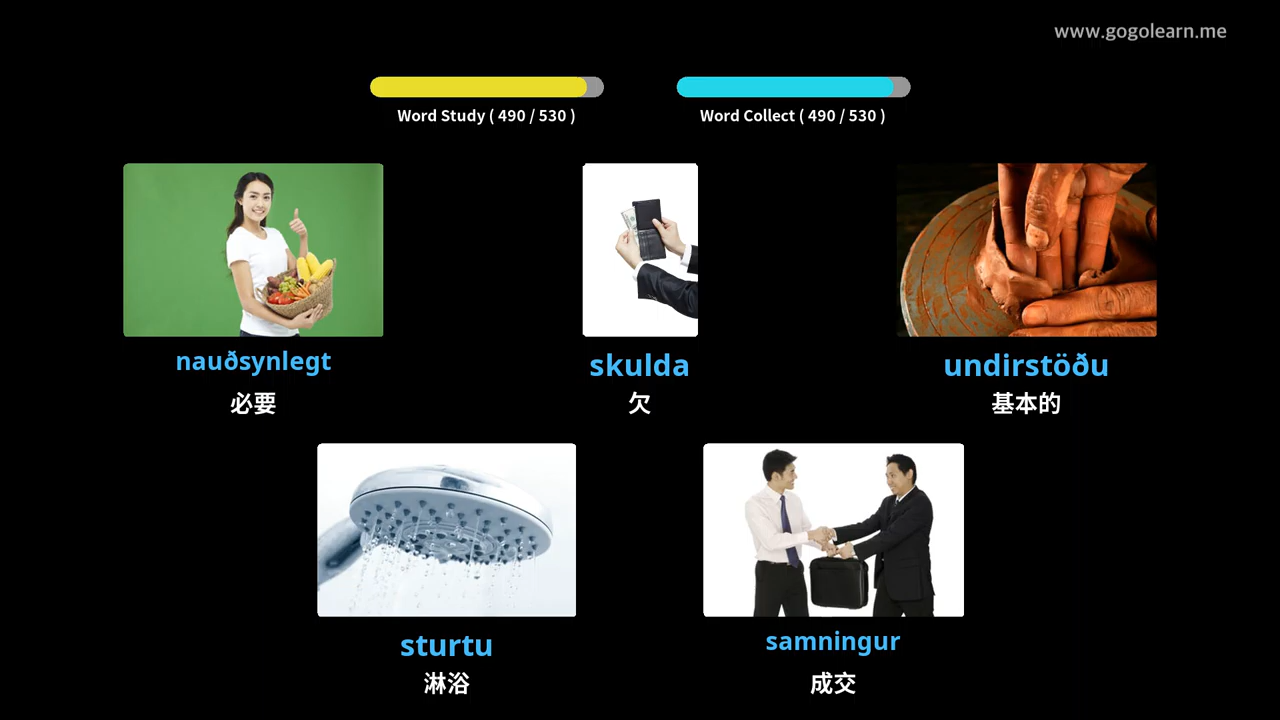 www.gogolearn.me
Word Study ( 490 / 530 )
Word Collect ( 490 / 530 )
nauðsynlegt
必要
skulda
欠
undirstöðu
基本的
sturtu
淋浴
samningur
成交